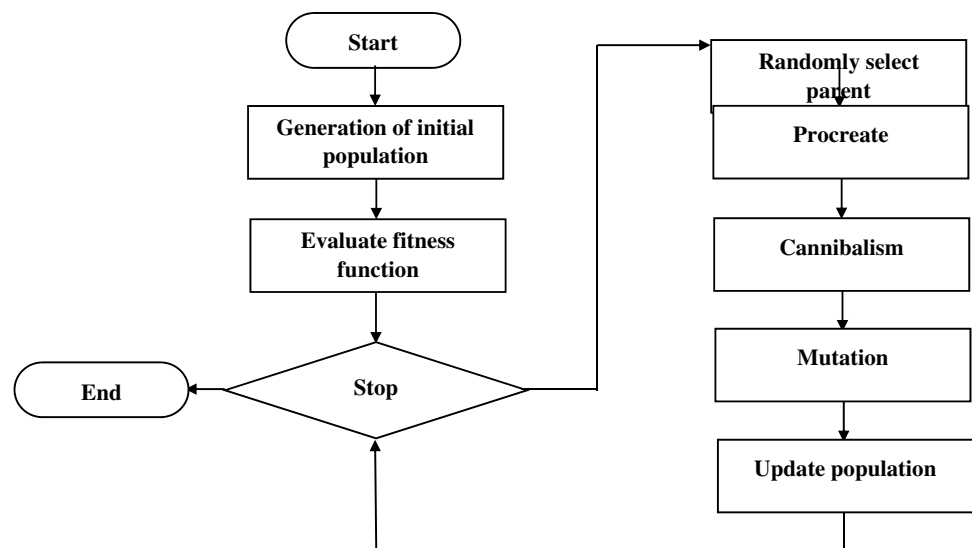 Start
Generation of initial
population
Evaluate fitness
function
Stop
End
Randomly select
parent
Procreate
Cannibalism
Mutation
Update population